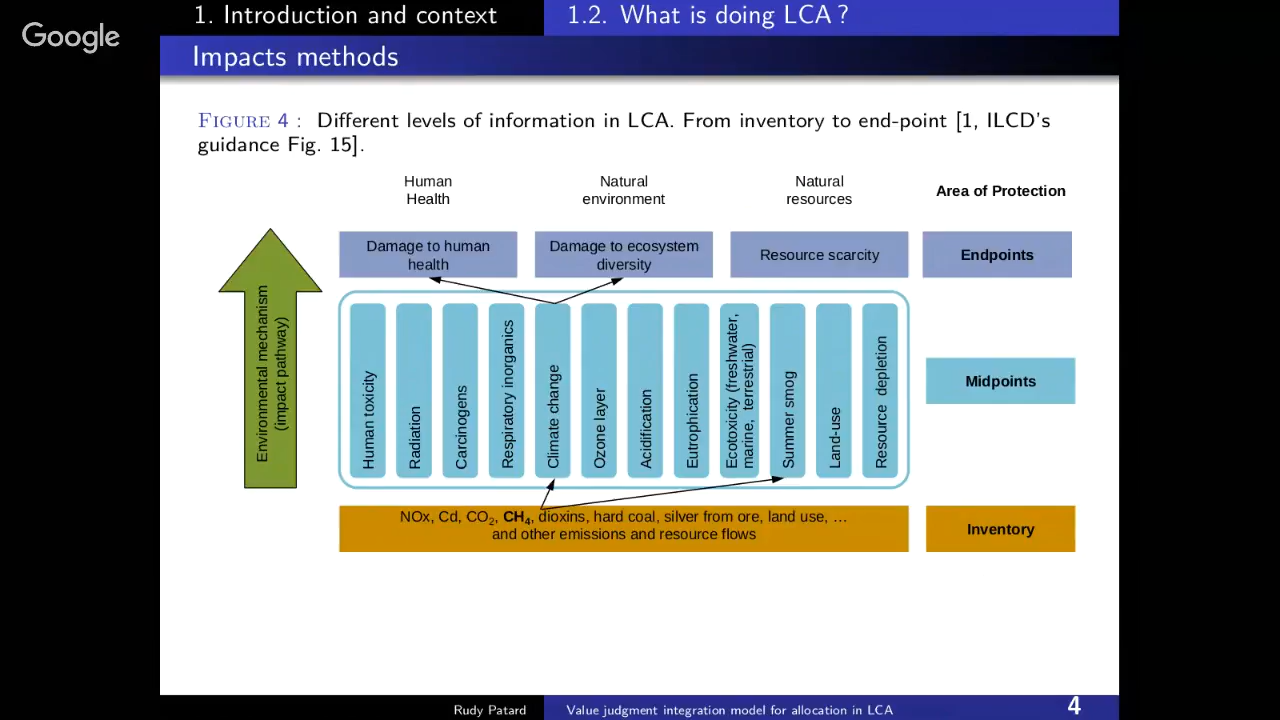 1. Introduction and context
1.2. What is doing LCA ?
Google
Impacts methods
FIGURE 4 : Different levels of information in LCA. From inventory to end-point [1, ILCD's
guidance Fig. 15].
Human
Health
Natural
environment
Natural
resources
Area of Protection
Damage to human
health
Damage to ecosystem
diversity
Resource scarcity
Endpoints
Environmental mechanism
(impact pathway)
Human toxicity
Radiation
Carcinogens
Respiratory inorganics
Climate change
Ozone layer
Acidification
Eutrophication
Ecotoxicity (freshwater,
marine, terrestrial)
Summer smog
Land-use
Resource depletion
Midpoints
NOx, Cd, CO2, CH4, dioxins, hard coal, silver from ore, land use, ...
and other emissions and resource flows
Inventory
Rudy Patard
Value judgment integration model for allocation in LCA
4